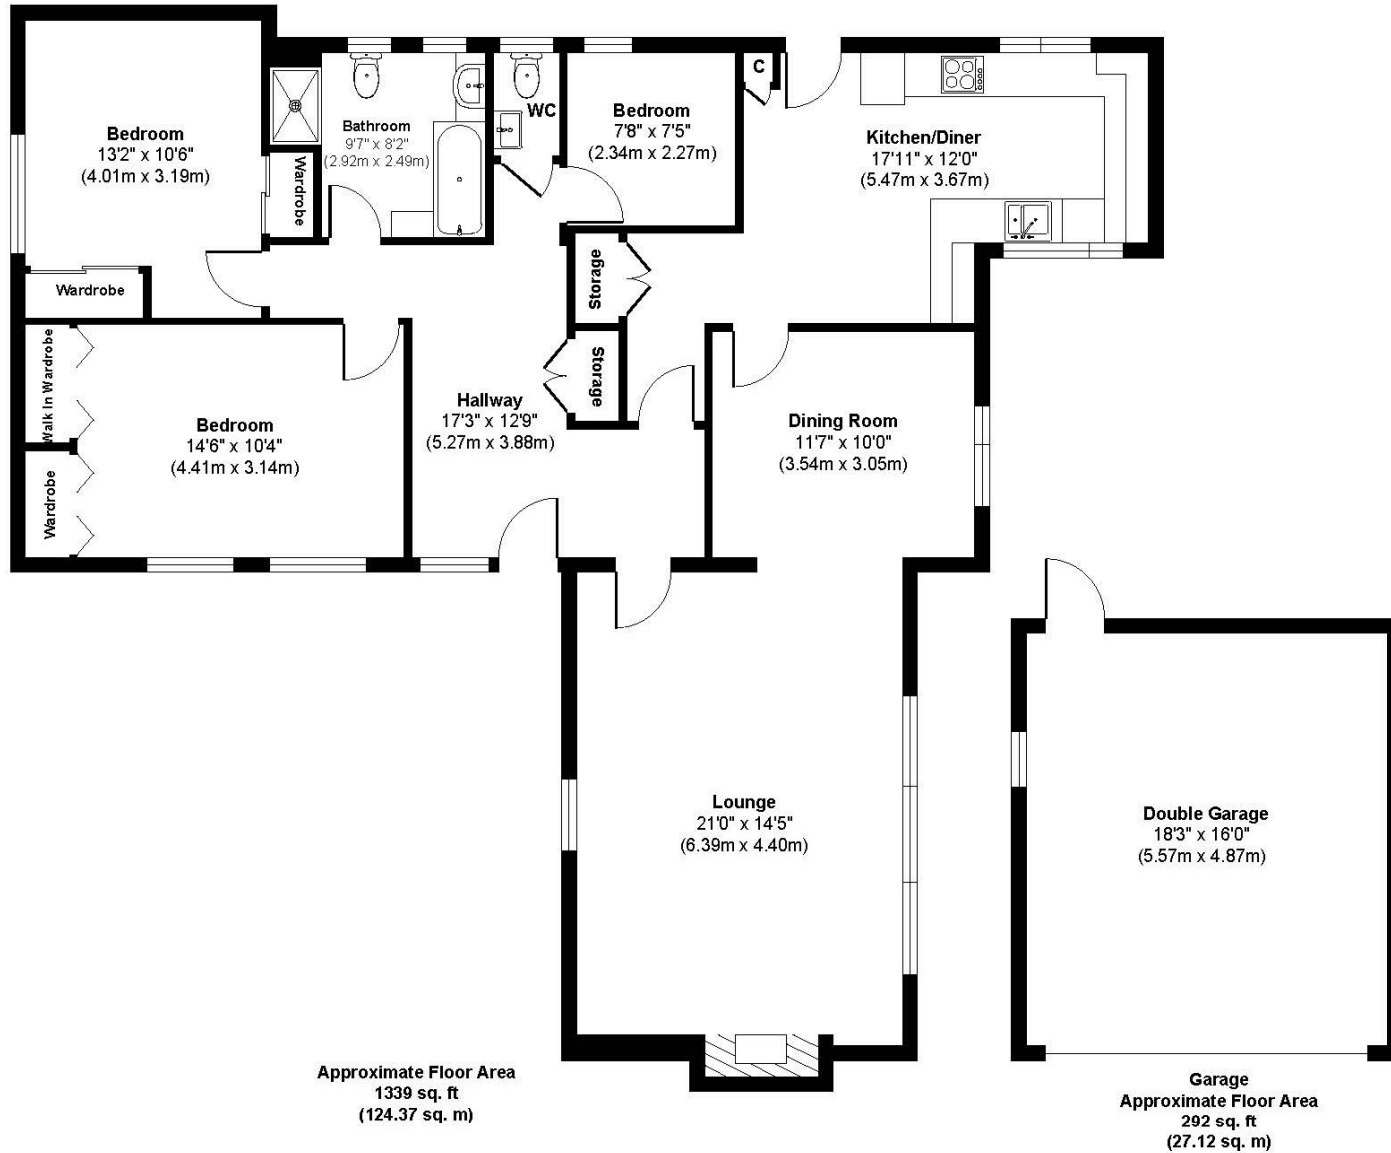 Bedroom
13'2" x 10'6"
(4.01m x 3.19m)
Wardrobe
Wardrobe
Bathroom
9'7" x 8'2"
(2.92m x 2.49m)
WC
Bedroom
7'8" x 7'5"
(2.34m x 2.27m)
C
Kitchen/Diner
17'11" x 12'0"
(5.47m x 3.67m)
Storage
Storage
Walk In Wardrobe
Wardrobe
Bedroom
14'6" x 10'4"
(4.41m x 3.14m)
Hallway
17'3" x 12'9"
(5.27m x 3.88m)
Dining Room
11'7" x 10'0"
(3.54m x 3.05m)
Lounge
21'0" x 14'5"
(6.39m x 4.40m)
Double Garage
18'3" x 16'0"
(5.57m x 4.87m)
Approximate Floor Area
1339 sq. ft
(124.37 sq. m)
Garage
Approximate Floor Area
292 sq. ft
(27.12 sq. m)